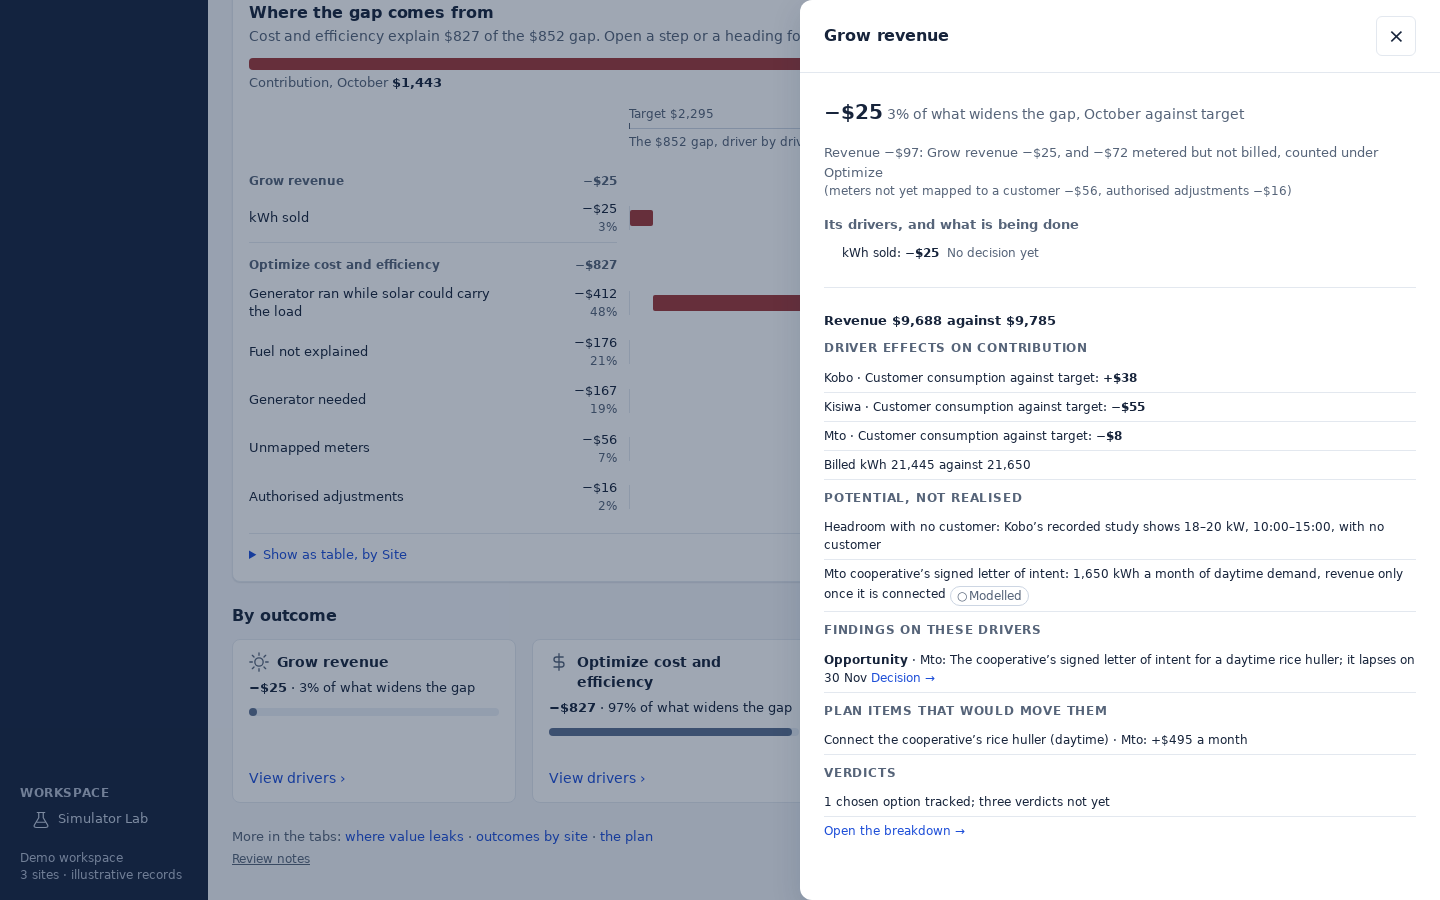 Where the gap comes from
Cost and efficiency explain $827 of the $852 gap. Open a step or a heading fo
Contribution, October $1,443
Target $2,295
The $852 gap, driver by driv
Grow revenue −$25
kWh sold −$25
3%
Optimize cost and efficiency −$827
Generator ran while solar could carry −$412
the load 48%
Fuel not explained −$176
21%
Generator needed −$167
19%
Unmapped meters −$56
7%
Authorised adjustments −$16
2%
Show as table, by Site
By outcome
Grow revenue
−$25 · 3% of what widens the gap
View drivers ›
Optimize cost and
efficiency
−$827 · 97% of what widens the gap
View drivers ›
More in the tabs: where value leaks · outcomes by site · the plan
Review notes
WORKSPACE
Simulator Lab
Demo workspace
3 sites · illustrative records
Grow revenue
−$25 3% of what widens the gap, October against target
Revenue −$97: Grow revenue −$25, and −$72 metered but not billed, counted under
Optimize
(meters not yet mapped to a customer −$56, authorised adjustments −$16)
Its drivers, and what is being done
kWh sold: −$25 No decision yet
Revenue $9,688 against $9,785
DRIVER EFFECTS ON CONTRIBUTION
Kobo · Customer consumption against target: +$38
Kisiwa · Customer consumption against target: −$55
Mto · Customer consumption against target: −$8
Billed kWh 21,445 against 21,650
POTENTIAL, NOT REALISED
Headroom with no customer: Kobo’s recorded study shows 18–20 kW, 10:00–15:00, with no
customer
Mto cooperative’s signed letter of intent: 1,650 kWh a month of daytime demand, revenue only
once it is connected Modelled
FINDINGS ON THESE DRIVERS
Opportunity · Mto: The cooperative’s signed letter of intent for a daytime rice huller; it lapses on
30 Nov Decision →
PLAN ITEMS THAT WOULD MOVE THEM
Connect the cooperative’s rice huller (daytime) · Mto: +$495 a month
VERDICTS
1 chosen option tracked; three verdicts not yet
Open the breakdown →